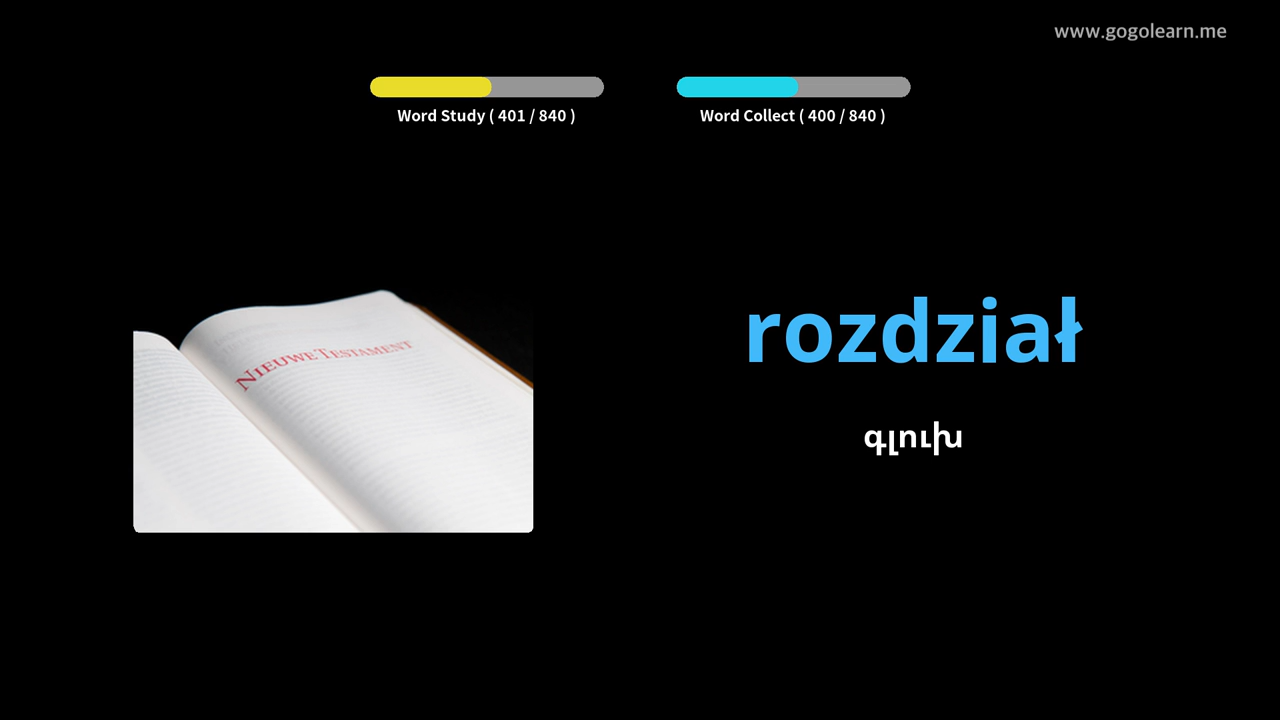 www.gogolearn.me
Word Study ( 401 / 840 )
Word Collect ( 400 / 840 )
NIEUWE TESTAMENT
rozdział
գլուխ